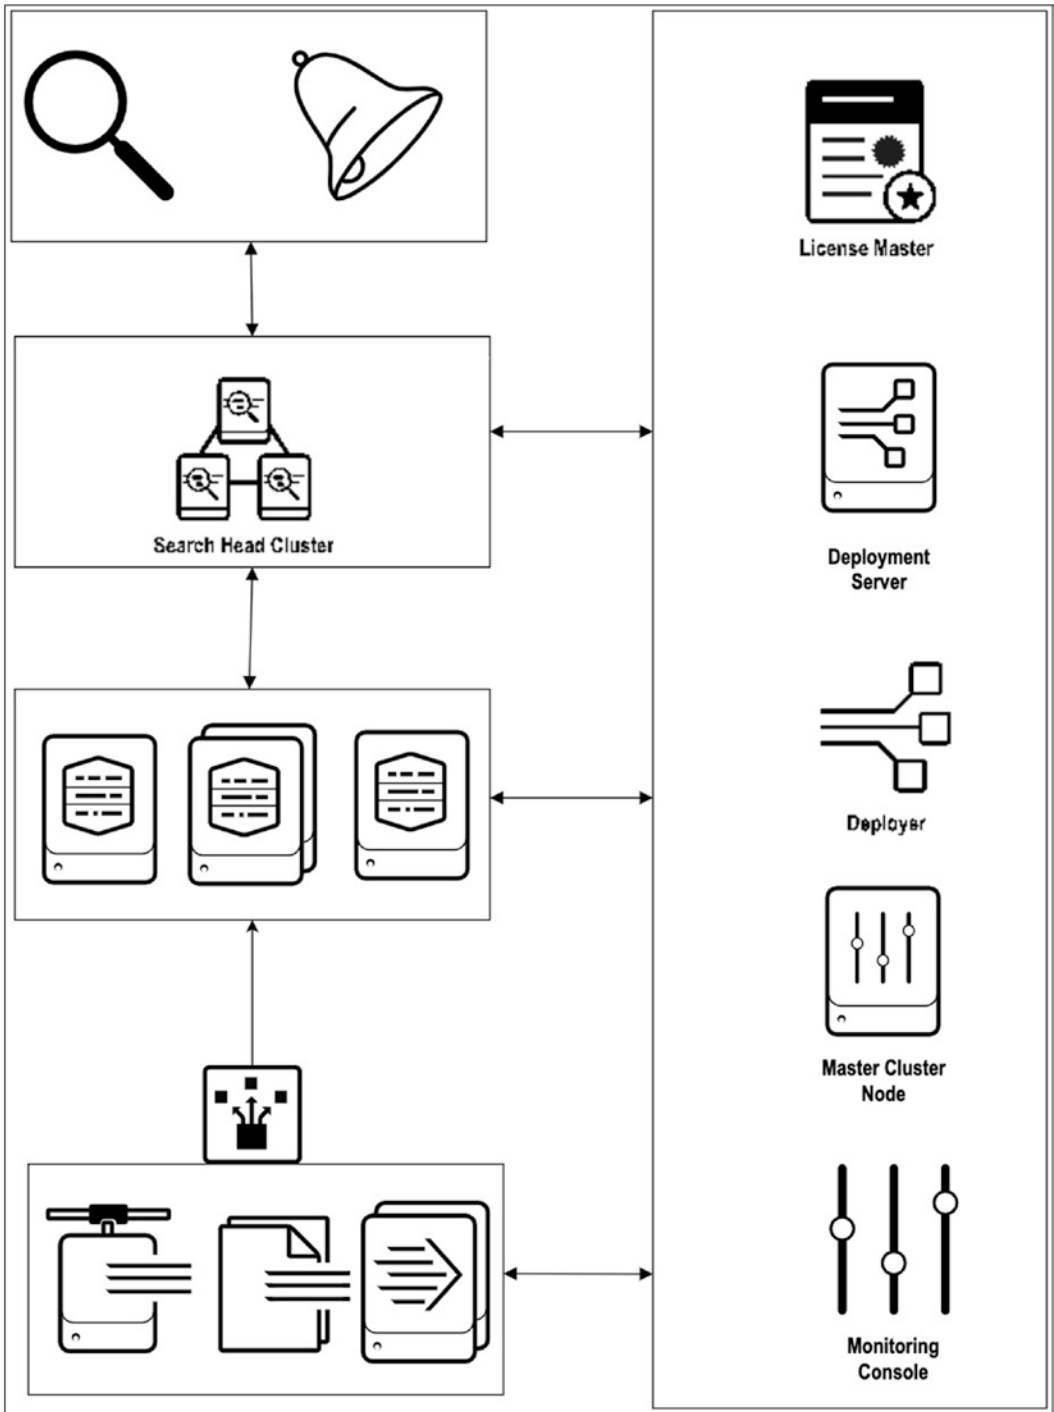 License Master
Search Head Cluster
Deployment
Server
Deployer
Master Cluster
Node
Monitoring
Console